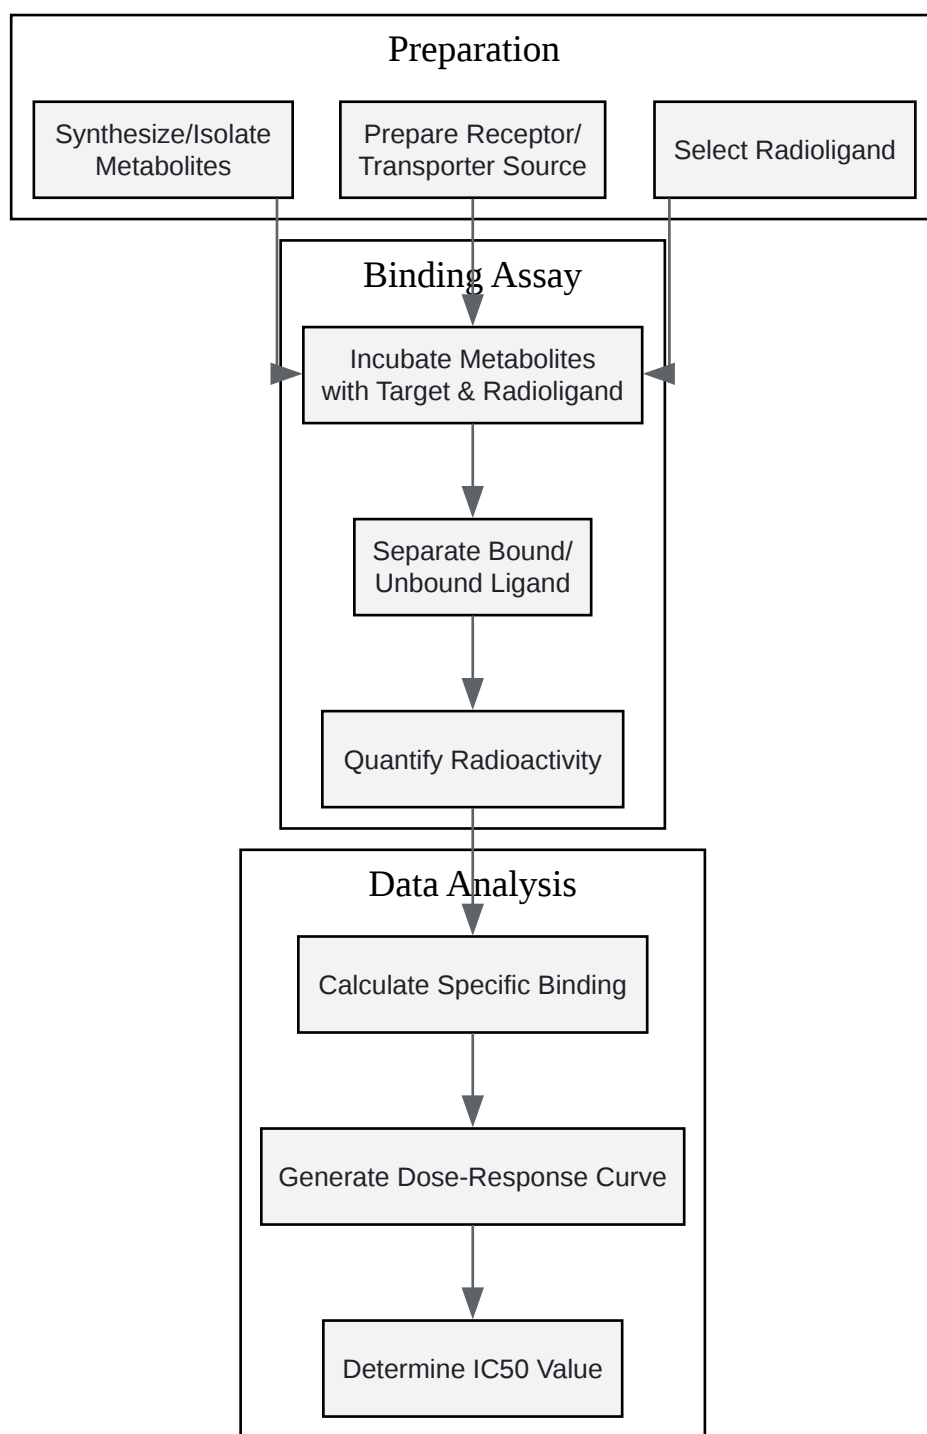 Preparation
Synthesize/Isolate
Metabolites
Prepare Receptor/
Transporter Source
Select Radioligand
Binding Assay
Incubate Metabolites
with Target & Radioligand
Separate Bound/
Unbound Ligand
Quantify Radioactivity
Data Analysis
Calculate Specific Binding
Generate Dose-Response Curve
Determine IC50 Value